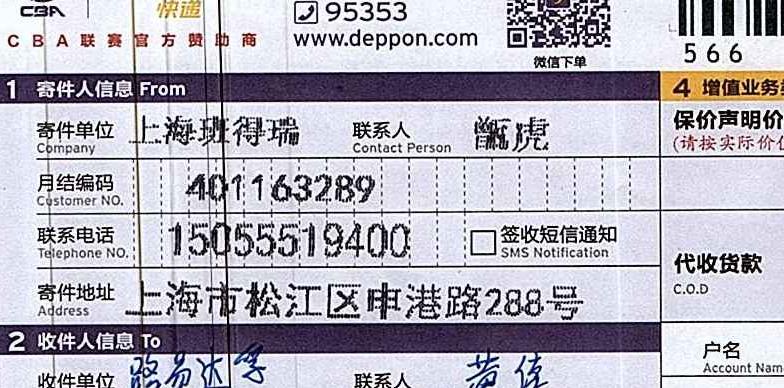 CBA 快递 95353
CBA联赛官方赞助商 www.deppon.com
微信下单
566
1 寄件人信息 From
4 增值业务
寄件单位 上海班得瑞 联系人 甄虎
Company Contact Person
保价声明价
(请按实际价
月结编码 401163289
Customer NO.
联系电话 15055519400 签收短信通知
Telephone NO. SMS Notification
代收货款
C.O.D
寄件地址 上海市松江区申港路288号
Address
2 收件人信息 To
户名
Account Nam
收件单位 路易达孚 联系人 黄佳